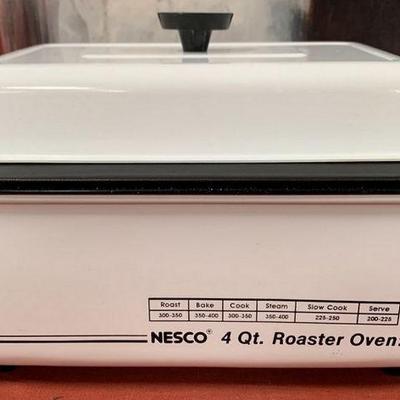 Roast Bake Cook Steam Slow Cook Serve
300-350 350-400 300-350 350-400 225-250 200-225
NESCO® 4 Qt. Roaster Oven